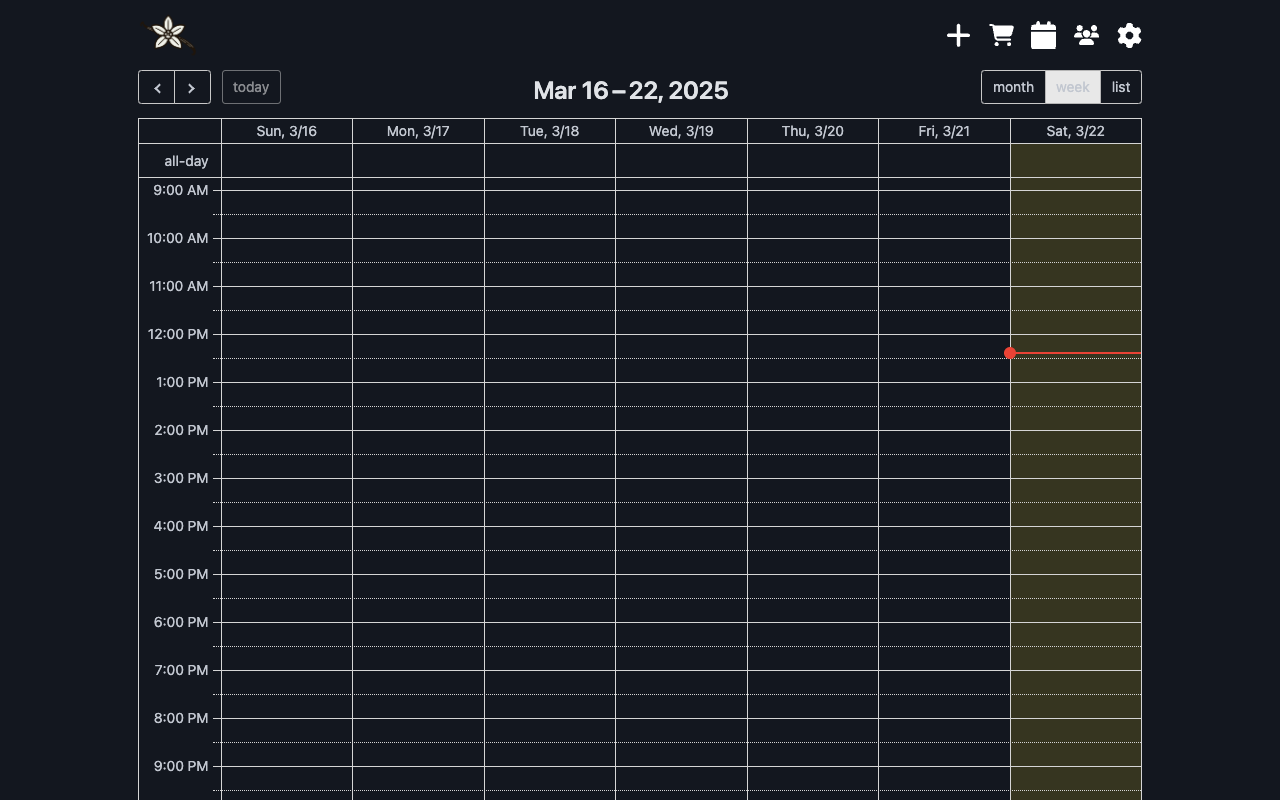 today
Mar 16 – 22, 2025
month week list
Sun, 3/16 Mon, 3/17 Tue, 3/18 Wed, 3/19 Thu, 3/20 Fri, 3/21 Sat, 3/22
all-day
9:00 AM
10:00 AM
11:00 AM
12:00 PM
1:00 PM
2:00 PM
3:00 PM
4:00 PM
5:00 PM
6:00 PM
7:00 PM
8:00 PM
9:00 PM